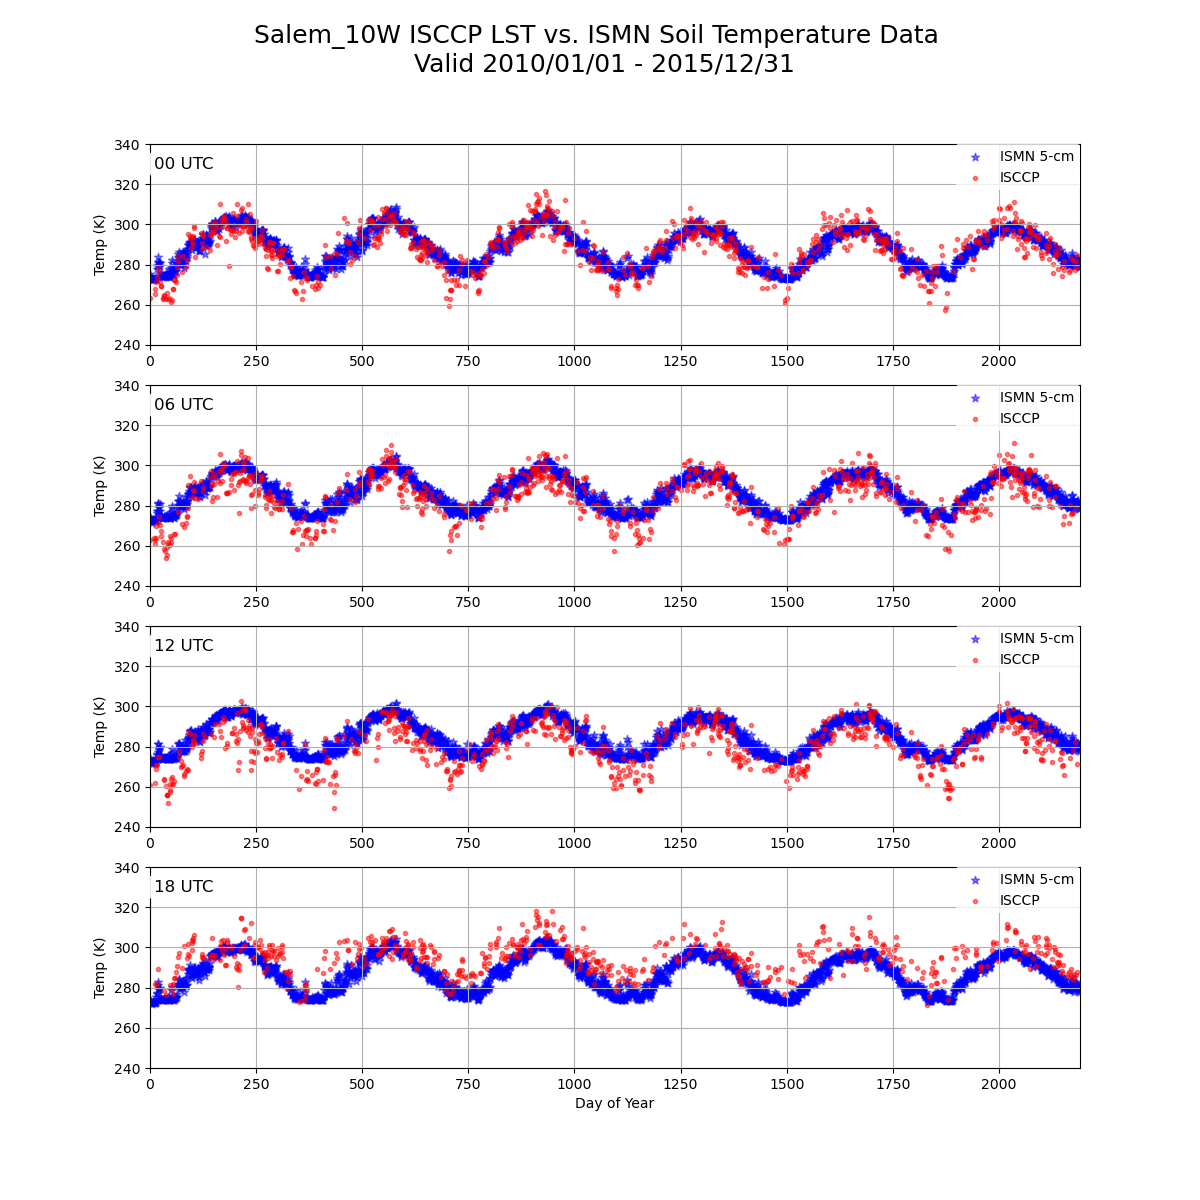 Salem_10W ISCCP LST vs. ISMN Soil Temperature Data
Valid 2010/01/01 - 2015/12/31
340
320
300
280
260
240
Temp (K)
00 UTC
ISMN 5-cm
ISCCP
0 250 500 750 1000 1250 1500 1750 2000
340
320
300
280
260
240
Temp (K)
06 UTC
ISMN 5-cm
ISCCP
0 250 500 750 1000 1250 1500 1750 2000
340
320
300
280
260
240
Temp (K)
12 UTC
ISMN 5-cm
ISCCP
0 250 500 750 1000 1250 1500 1750 2000
340
320
300
280
260
240
Temp (K)
18 UTC
ISMN 5-cm
ISCCP
0 250 500 750 1000 1250 1500 1750 2000
Day of Year